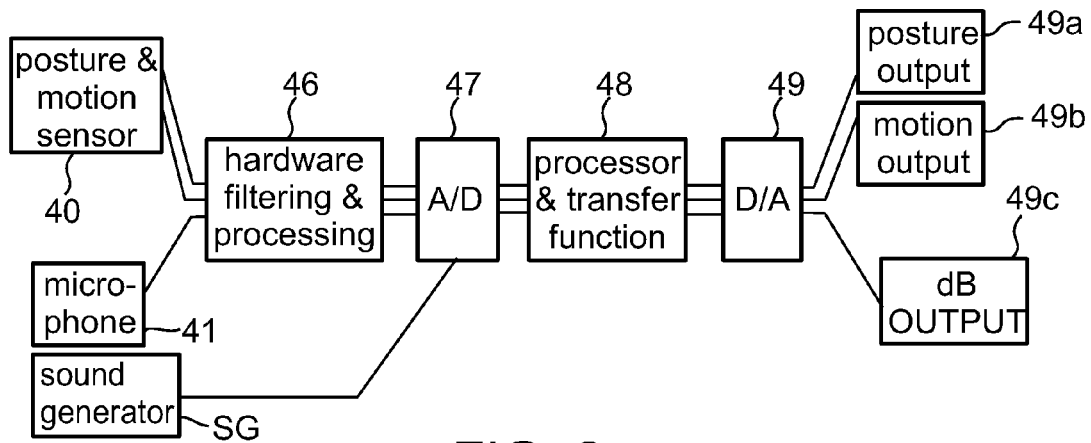 posture &
motion
sensor
40
micro-
phone
41
sound
generator
SG
46
hardware
filtering &
processing
47
A/D
48
processor
& transfer
function
49
D/A
49a
posture
output
49b
motion
output
49c
dB
OUTPUT